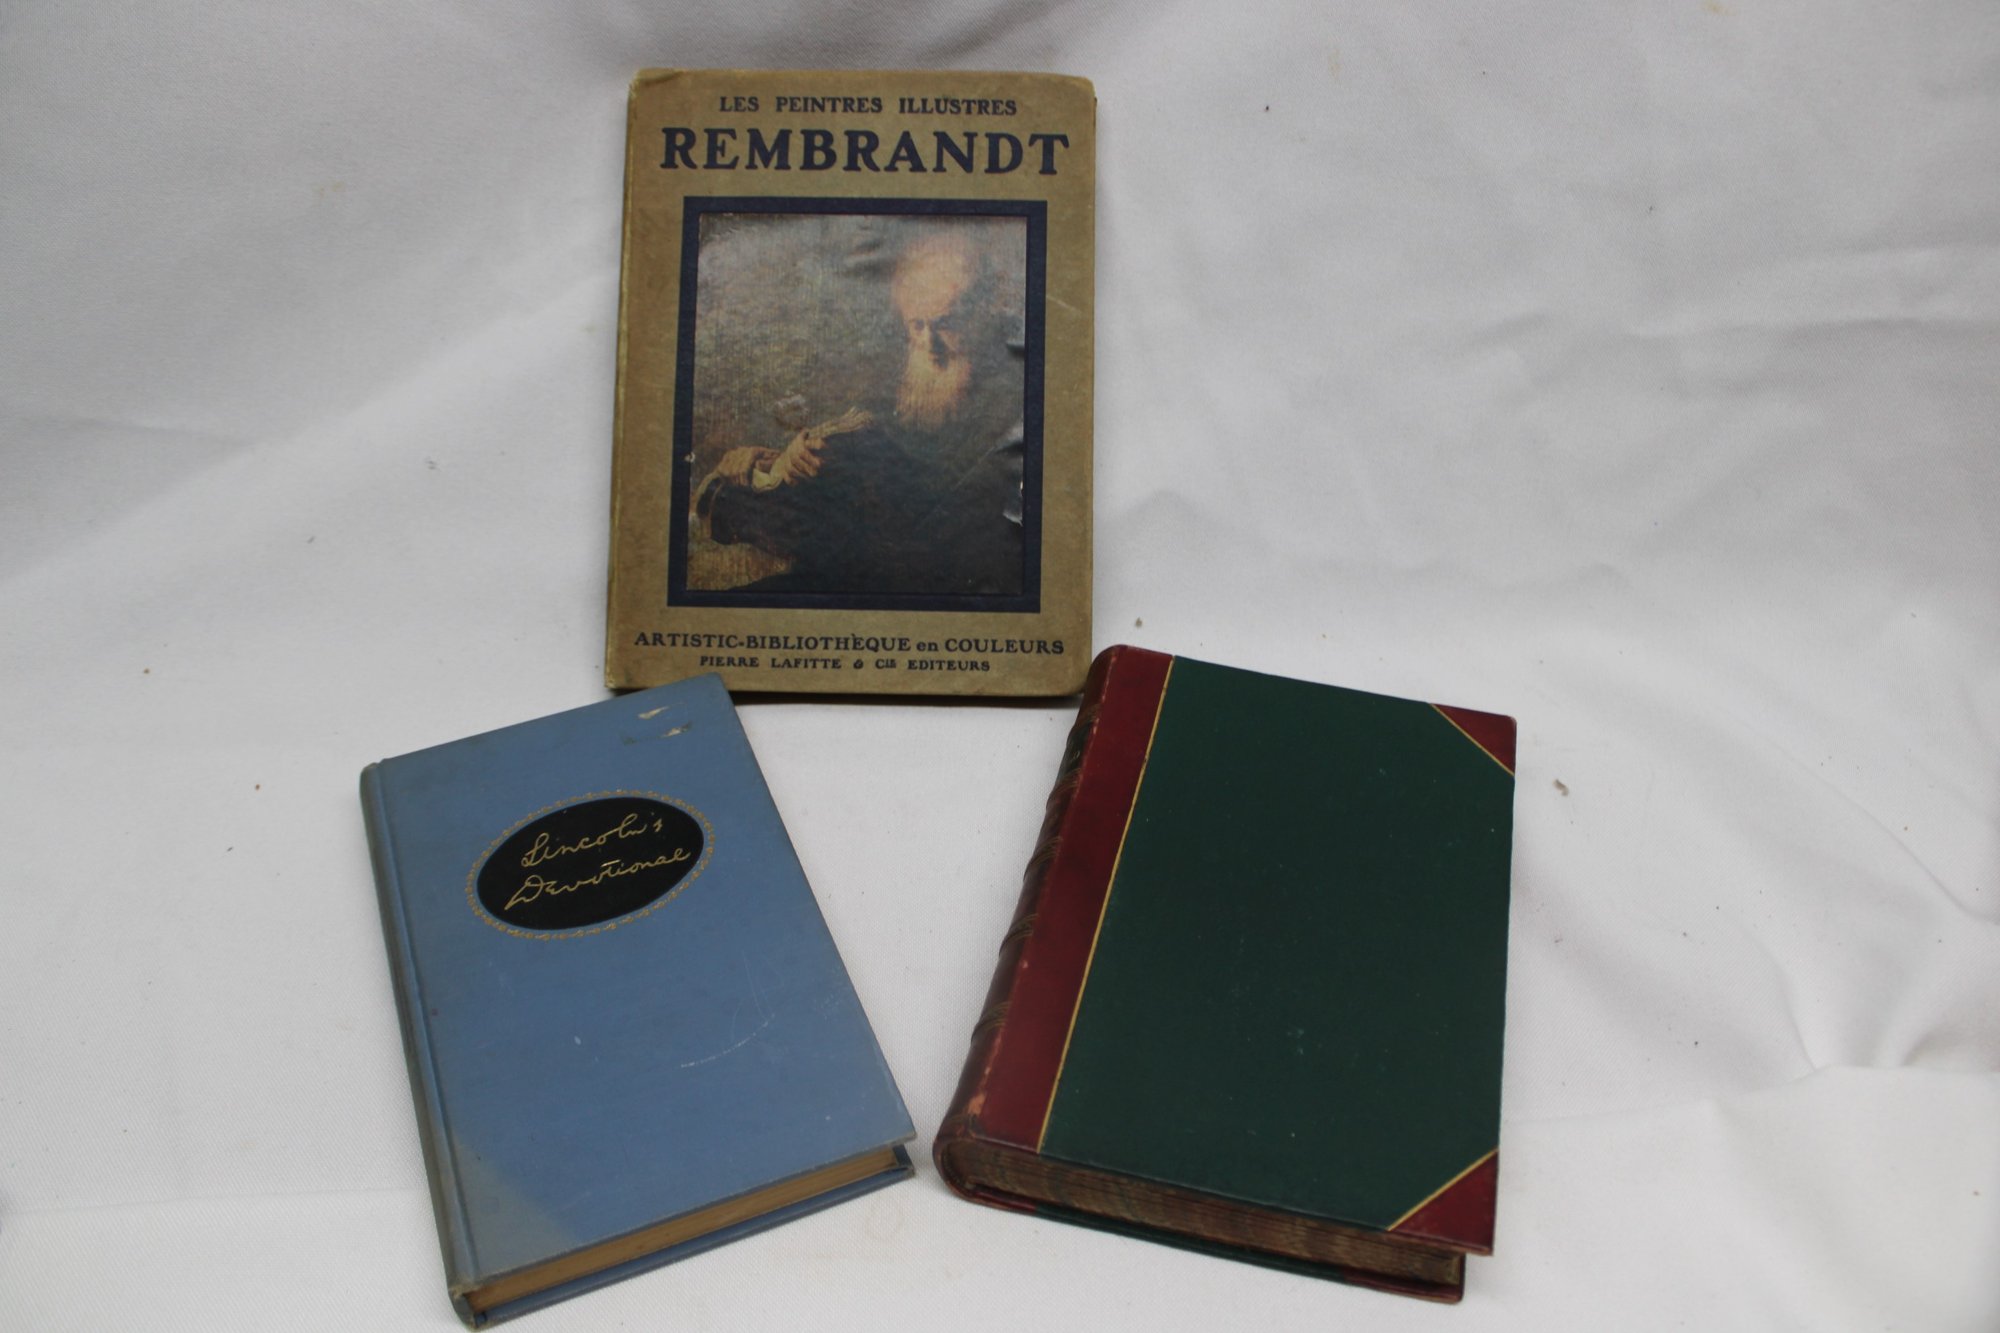 LES PEINTRES ILLUSTRES
REMBRANDT
ARTISTIC-BIBLIOTHÈQUE en COULEURS
PIERRE LAFITTE & Cie EDITEURS
Lincoln's
Devotional